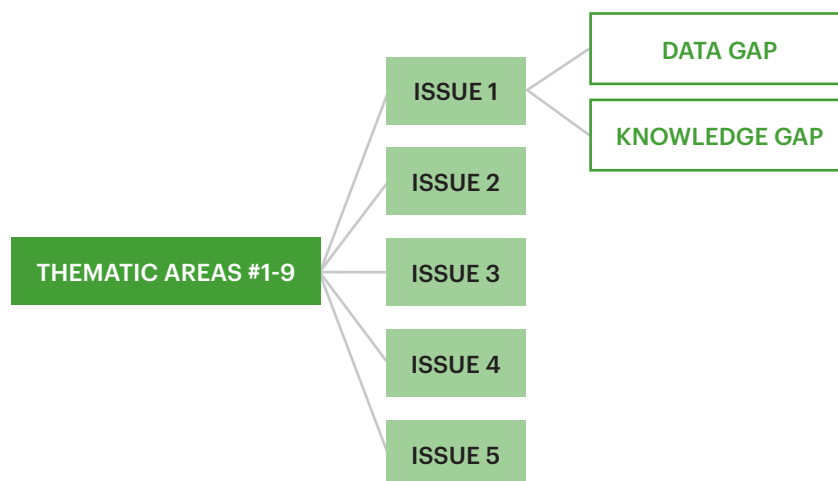 THEMATIC AREAS #1-9
ISSUE 1
DATA GAP
KNOWLEDGE GAP
ISSUE 2
ISSUE 3
ISSUE 4
ISSUE 5